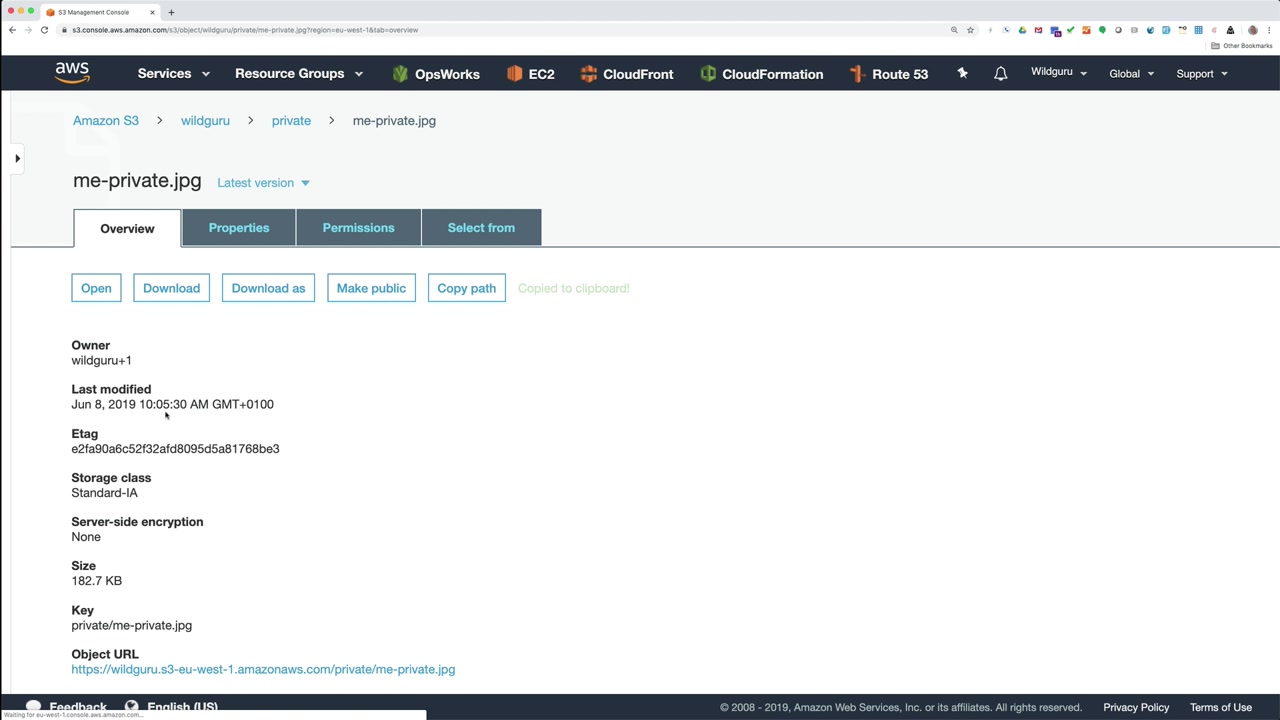 S3 Management Console
s3.console.aws.amazon.com/s3/object/wildguru/private/me-private.jpg?region=eu-west-1&tab=overview
Other Bookmarks
aws Services Resource Groups OpsWorks EC2 CloudFront CloudFormation Route 53 Wildguru Global Support
Amazon S3 > wildguru > private > me-private.jpg
me-private.jpg Latest version
Overview Properties Permissions Select from
Open Download Download as Make public Copy path Copied to clipboard!
Owner
wildguru+1
Last modified
Jun 8, 2019 10:05:30 AM GMT+0100
Etag
e2fa90a6c52f32afd8095d5a81768be3
Storage class
Standard-IA
Server-side encryption
None
Size
182.7 KB
Key
private/me-private.jpg
Object URL
https://wildguru.s3-eu-west-1.amazonaws.com/private/me-private.jpg
Feedback English (US) © 2008 - 2019, Amazon Web Services, Inc. or its affiliates. All rights reserved. Privacy Policy Terms of Use
Waiting for eu-west-1.console.aws.amazon.com...